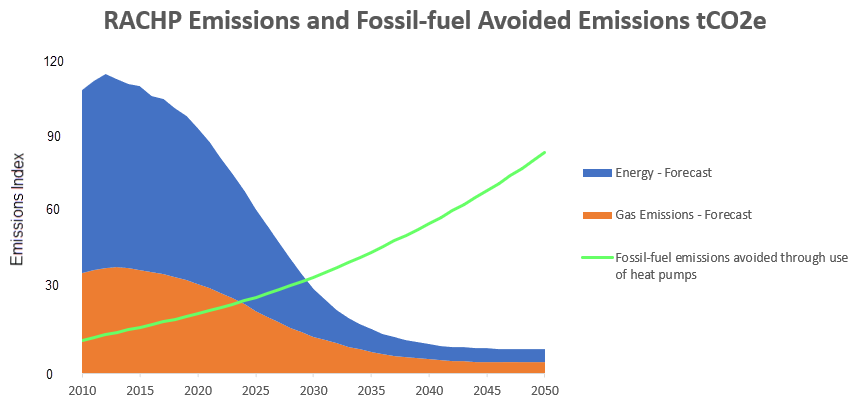 RACHP Emissions and Fossil-fuel Avoided Emissions tCO2e
120
90
60
30
0
Emissions Index
2010 2015 2020 2025 2030 2035 2040 2045 2050
Energy - Forecast
Gas Emissions - Forecast
Fossil-fuel emissions avoided through use
of heat pumps